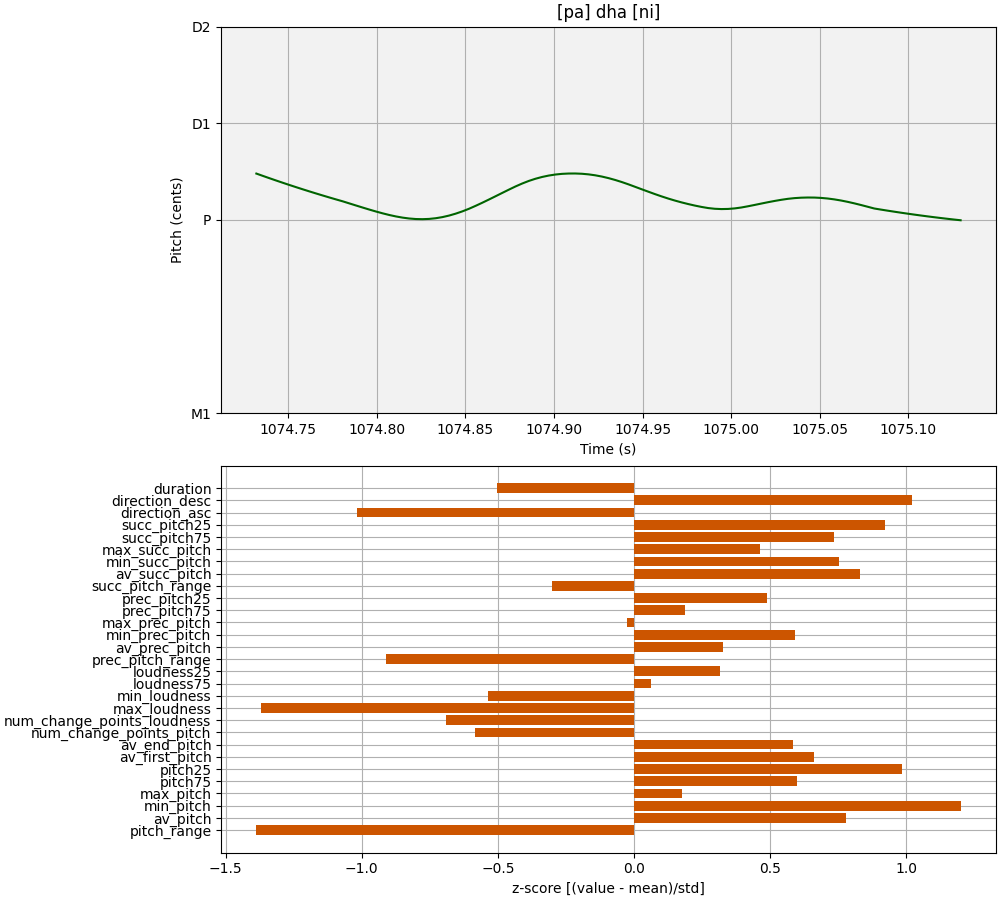 [pa] dha [ni]
D2
D1
P
M1
Pitch (cents)
1074.75 1074.80 1074.85 1074.90 1074.95 1075.00 1075.05 1075.10
Time (s)
duration
direction_desc
direction_asc
succ_pitch25
succ_pitch75
max_succ_pitch
min_succ_pitch
av_succ_pitch
succ_pitch_range
prec_pitch25
prec_pitch75
max_prec_pitch
min_prec_pitch
av_prec_pitch
prec_pitch_range
loudness25
loudness75
min_loudness
max_loudness
num_change_points_loudness
num_change_points_pitch
av_end_pitch
av_first_pitch
pitch25
pitch75
max_pitch
min_pitch
av_pitch
pitch_range
−1.5 −1.0 −0.5 0.0 0.5 1.0
z-score [(value - mean)/std]